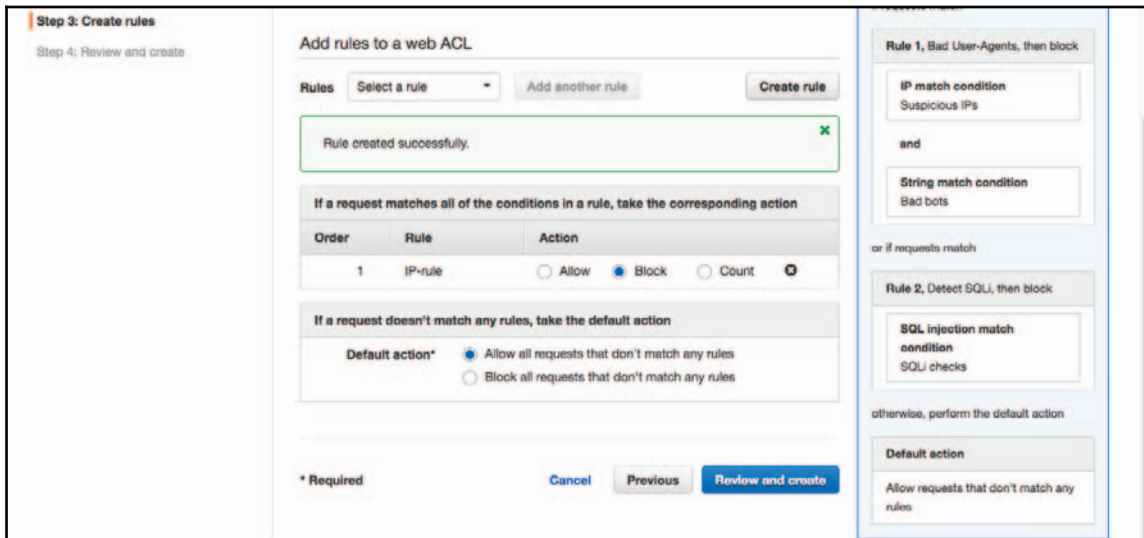 Step 3: Create rules
Step 4: Review and create
Add rules to a web ACL
Rules Select a rule Add another rule Create rule
Rule created successfully.
If a request matches all of the conditions in a rule, take the corresponding action
Order Rule Action
1 IP-rule Allow Block Count
If a request doesn't match any rules, take the default action
Default action* Allow all requests that don't match any rules
Block all requests that don't match any rules
* Required Cancel Previous Review and create
if requests match
Rule 1, Bad User-Agents, then block
IP match condition
Suspicious IPs
and
String match condition
Bad bots
or if requests match
Rule 2, Detect SQLi, then block
SQL injection match
condition
SQLi checks
otherwise, perform the default action
Default action
Allow requests that don't match any
rules